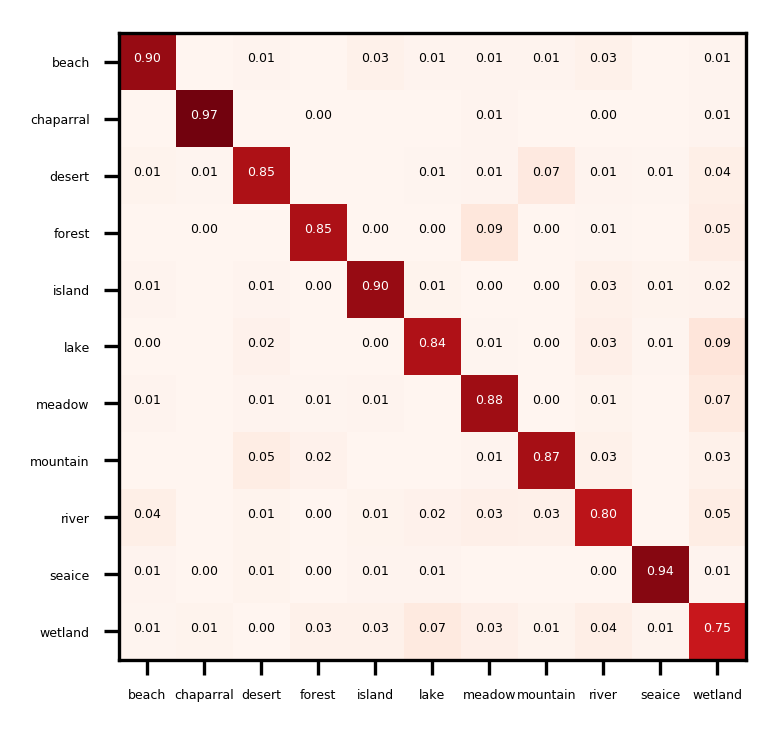 beach 0.90 0.01 0.03 0.01 0.01 0.01 0.03 0.01
chaparral 0.97 0.00 0.01 0.00 0.01
desert 0.01 0.01 0.85 0.01 0.01 0.07 0.01 0.01 0.04
forest 0.00 0.85 0.00 0.00 0.09 0.00 0.01 0.05
island 0.01 0.01 0.00 0.90 0.01 0.00 0.00 0.03 0.01 0.02
lake 0.00 0.02 0.00 0.84 0.01 0.00 0.03 0.01 0.09
meadow 0.01 0.01 0.01 0.01 0.88 0.00 0.01 0.07
mountain 0.05 0.02 0.01 0.87 0.03 0.03
river 0.04 0.01 0.00 0.01 0.02 0.03 0.03 0.80 0.05
seaice 0.01 0.00 0.01 0.00 0.01 0.01 0.00 0.94 0.01
wetland 0.01 0.01 0.00 0.03 0.03 0.07 0.03 0.01 0.04 0.01 0.75
beach chaparral desert forest island lake meadow mountain river seaice wetland